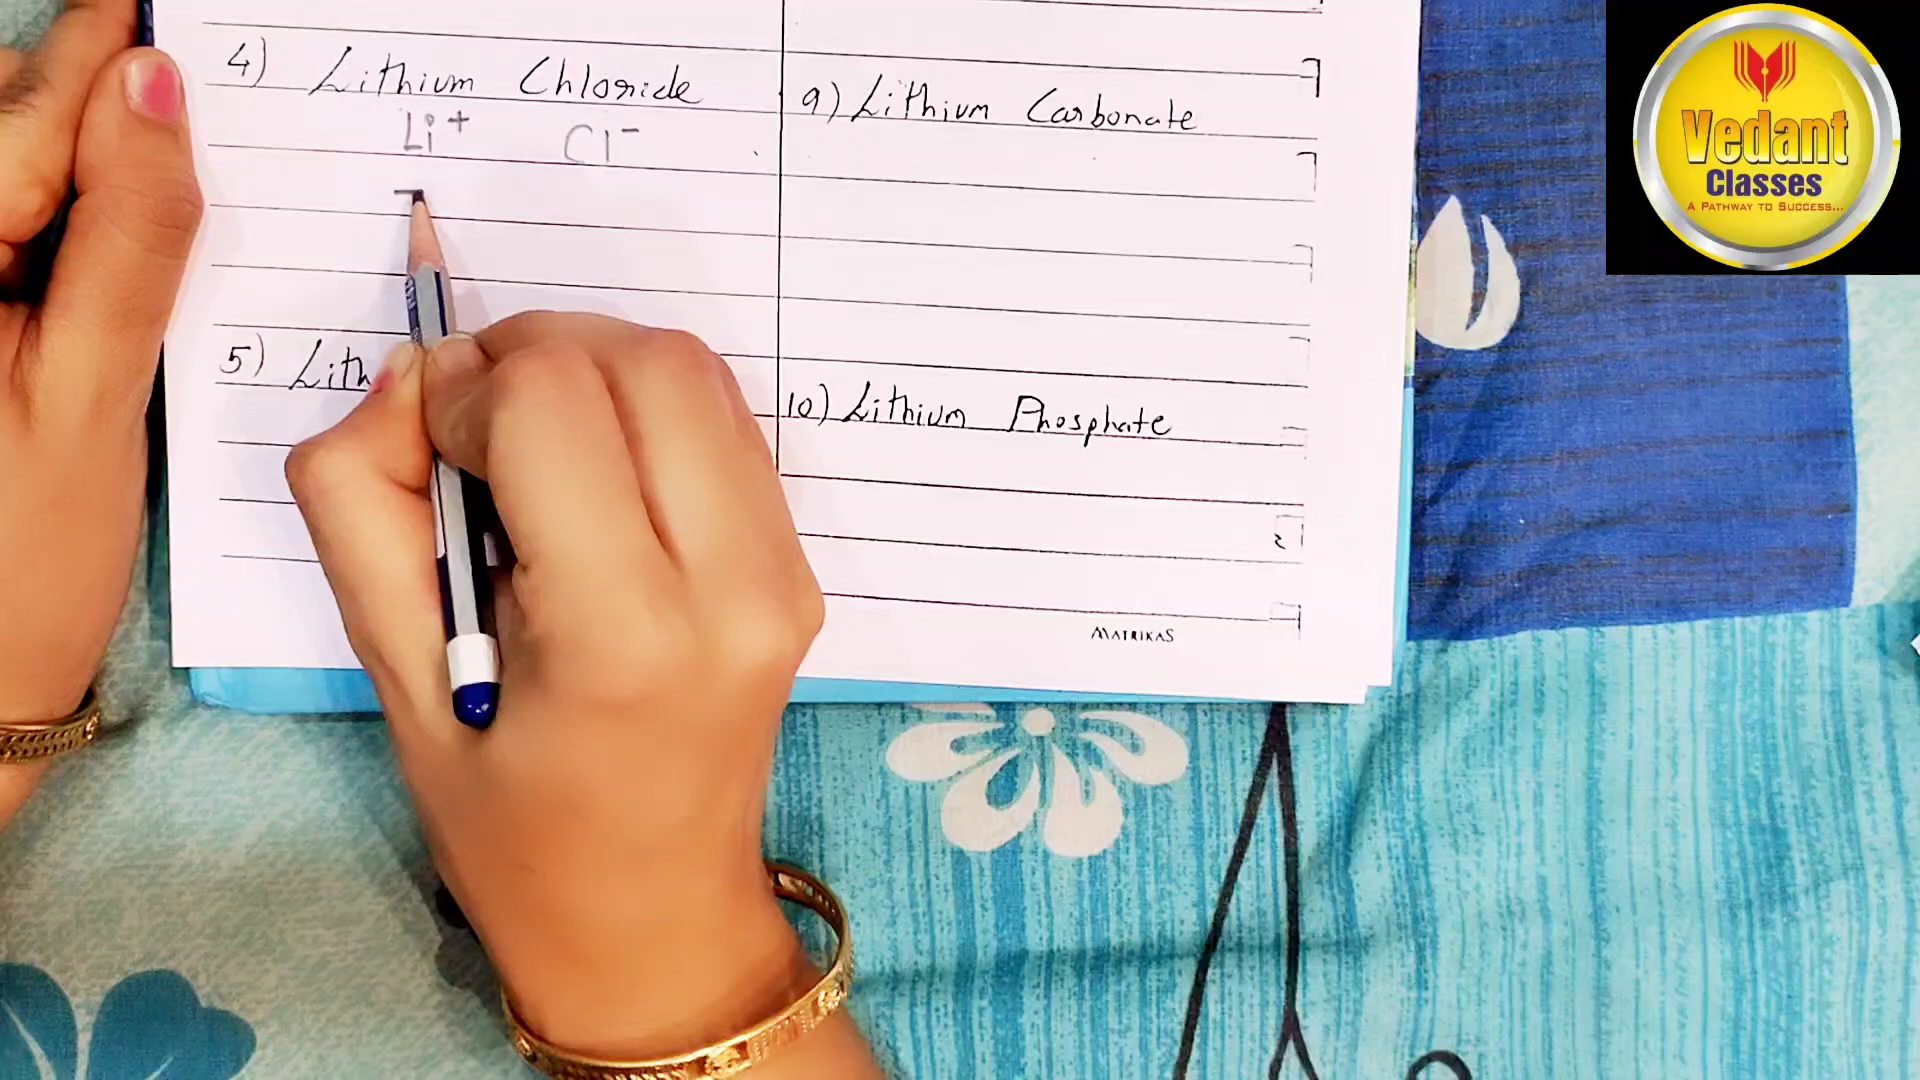 4) Lithium Chloride
Li+ Cl-
5) Lith
9) Lithium Carbonate
10) Lithium Phosphate
MATRIKAS
Vedant
Classes
A PATHWAY TO SUCCESS...